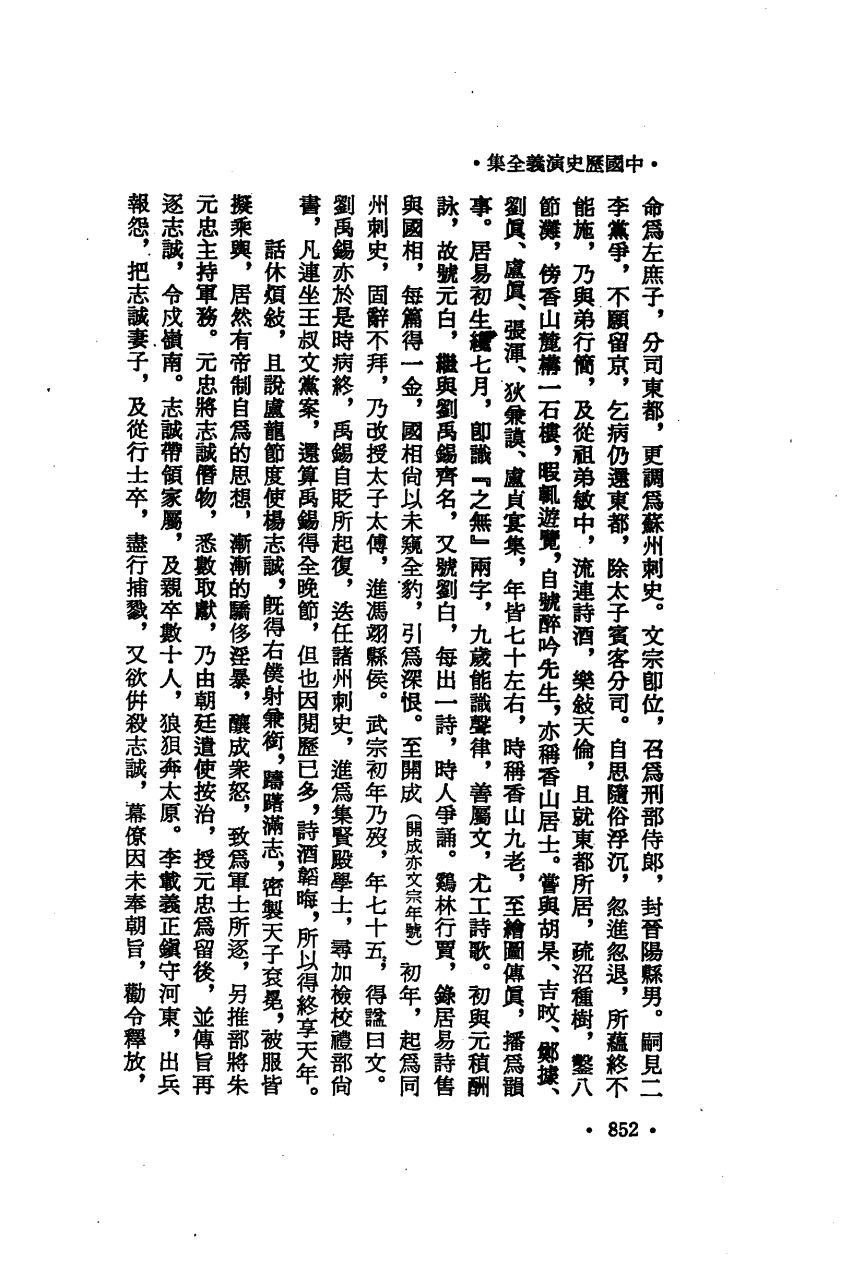 •中國歷史演義全集•
命爲左庶子，分司東都，更調爲蘇州刺史。文宗卽位，召爲刑部侍郎，封晉陽縣男。嗣見二
李黨爭，不願留京，乞病仍還東都，除太子賓客分司。自思隨俗浮沉，忽進忽退，所蘊終不
能施，乃與弟行簡，及從祖弟敏中，流連詩酒，樂敍天倫，且就東都所居，疏沼種樹，鑿八
節灘，傍香山麓構一石樓，暇輒遊覽，自號醉吟先生，亦稱香山居士。嘗與胡杲、吉旼、鄭據、
劉眞、盧眞、張渾、狄兼謨、盧貞宴集，年皆七十左右，時稱香山九老，至繪圖傳眞，播爲韻
事。居易初生纔七月，卽識『之無』兩字，九歲能識聲律，善屬文，尤工詩歌。初與元稹酬
詠，故號元白，繼與劉禹錫齊名，又號劉白，每出一詩，時人爭誦。鷄林行賈，錄居易詩售
與國相，每篇得一金，國相尙以未窺全豹，引爲深恨。至開成（開成亦文宗年號）初年，起爲同
州刺史，固辭不拜，乃改授太子太傅，進馮翊縣侯。武宗初年乃歿，年七十五，得諡曰文。
劉禹錫亦於是時病終，禹錫自貶所起復，迭任諸州刺史，進爲集賢殿學士，尋加檢校禮部尙
書，凡連坐王叔文黨案，還算禹錫得全晚節，但也因閱歷已多，詩酒韜晦，所以得終享天年。
話休煩敍，且說盧龍節度使楊志誠，旣得右僕射兼銜，躊躇滿志，密製天子袞冕，被服皆
擬乘輿，居然有帝制自爲的思想，漸漸的驕侈淫暴，釀成衆怒，致爲軍士所逐，另推部將朱
元忠主持軍務。元忠將志誠僭物，悉數取獻，乃由朝廷遣使按治，授元忠爲留後，並傳旨再
逐志誠，令戍嶺南。志誠帶領家屬，及親卒數十人，狼狽奔太原。李載義正鎭守河東，出兵
報怨，把志誠妻子，及從行士卒，盡行捕戮，又欲倂殺志誠，幕僚因未奉朝旨，勸令釋放，
•852•